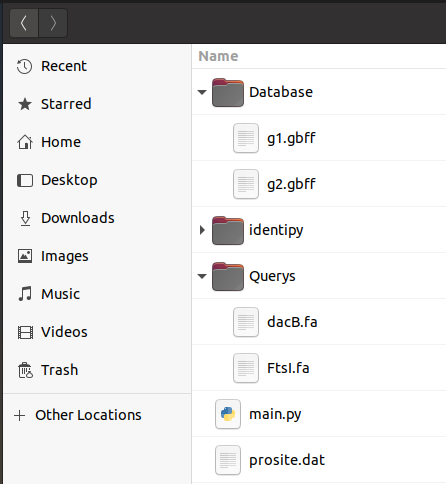 Recent
Starred
Home
Desktop
Downloads
Images
Music
Videos
Trash
Other Locations
Name
Database
g1.gbff
g2.gbff
identipy
Querys
dacB.fa
FtsI.fa
main.py
prosite.dat